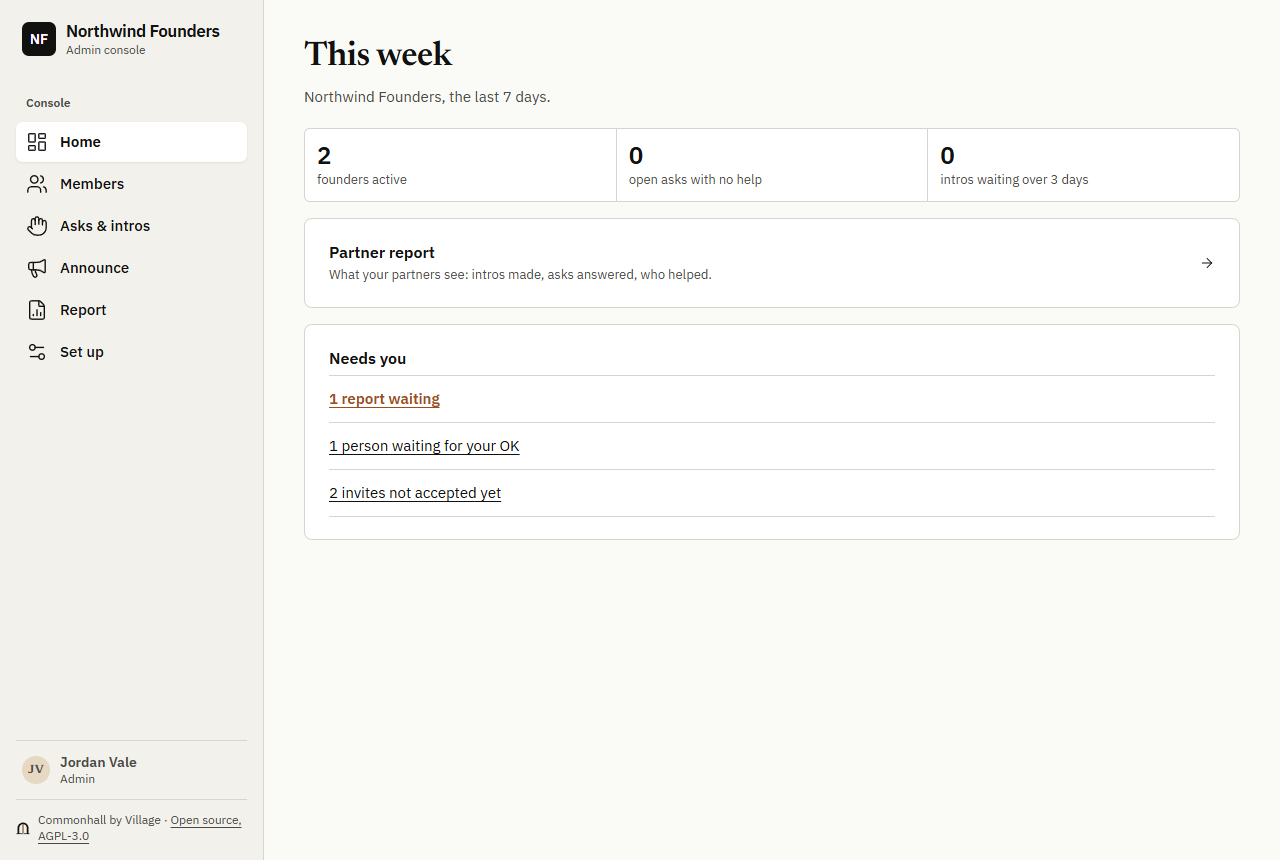 NF
Northwind Founders
Admin console
Console
Home
Members
Asks & intros
Announce
Report
Set up
Jordan Vale
JV
Admin
Commonhall by Village · Open source,
AGPL-3.0
This week
Northwind Founders, the last 7 days.
2
founders active
0
open asks with no help
0
intros waiting over 3 days
Partner report
What your partners see: intros made, asks answered, who helped.
Needs you
1 report waiting
1 person waiting for your OK
2 invites not accepted yet